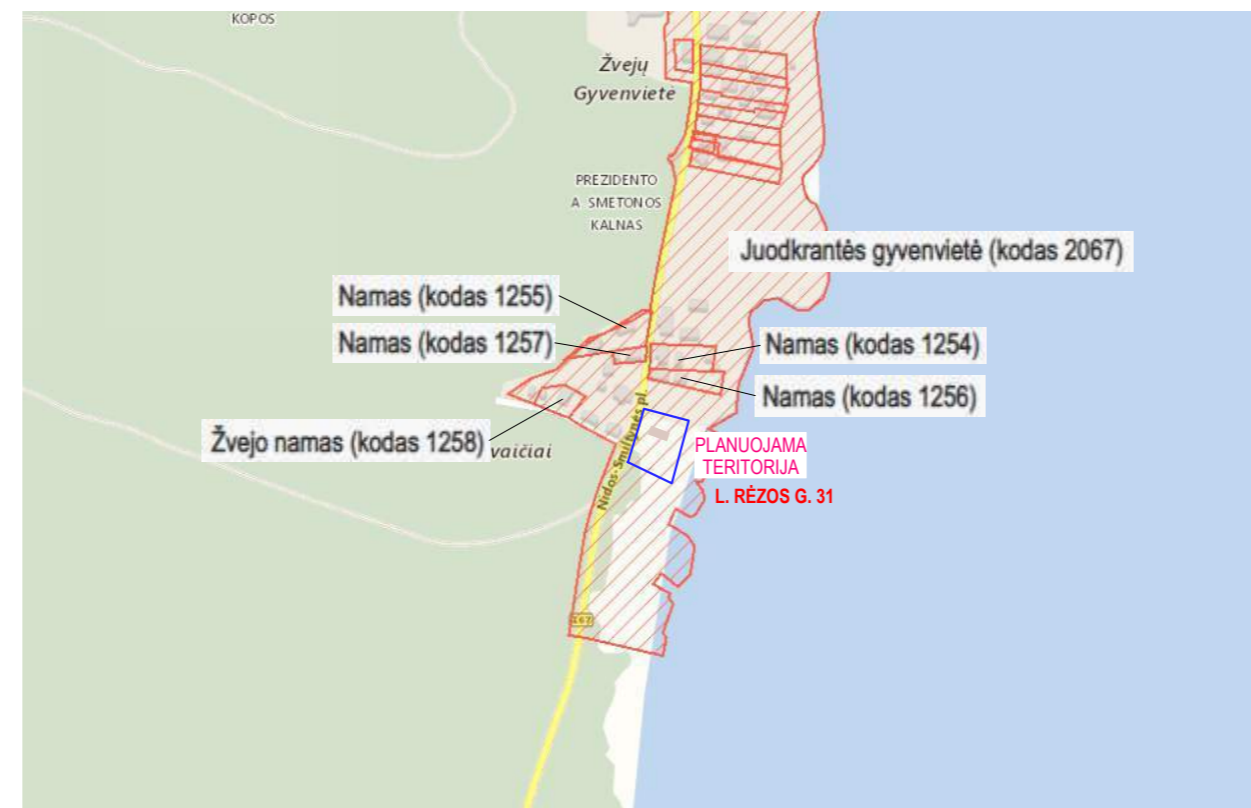 KOPOS
Žvejų
Gyvenvietė
PREZIDENTO
A SMETONOS
KALNAS
Juodkrantės gyvenvietė (kodas 2067)
Namas (kodas 1255)
Namas (kodas 1257)
Namas (kodas 1254)
Namas (kodas 1256)
Žvejo namas (kodas 1258)
vaičiai
Nidos-Smiltynės pl.
PLANUOJAMA
TERITORIJA
L. RĖZOS G. 31
167